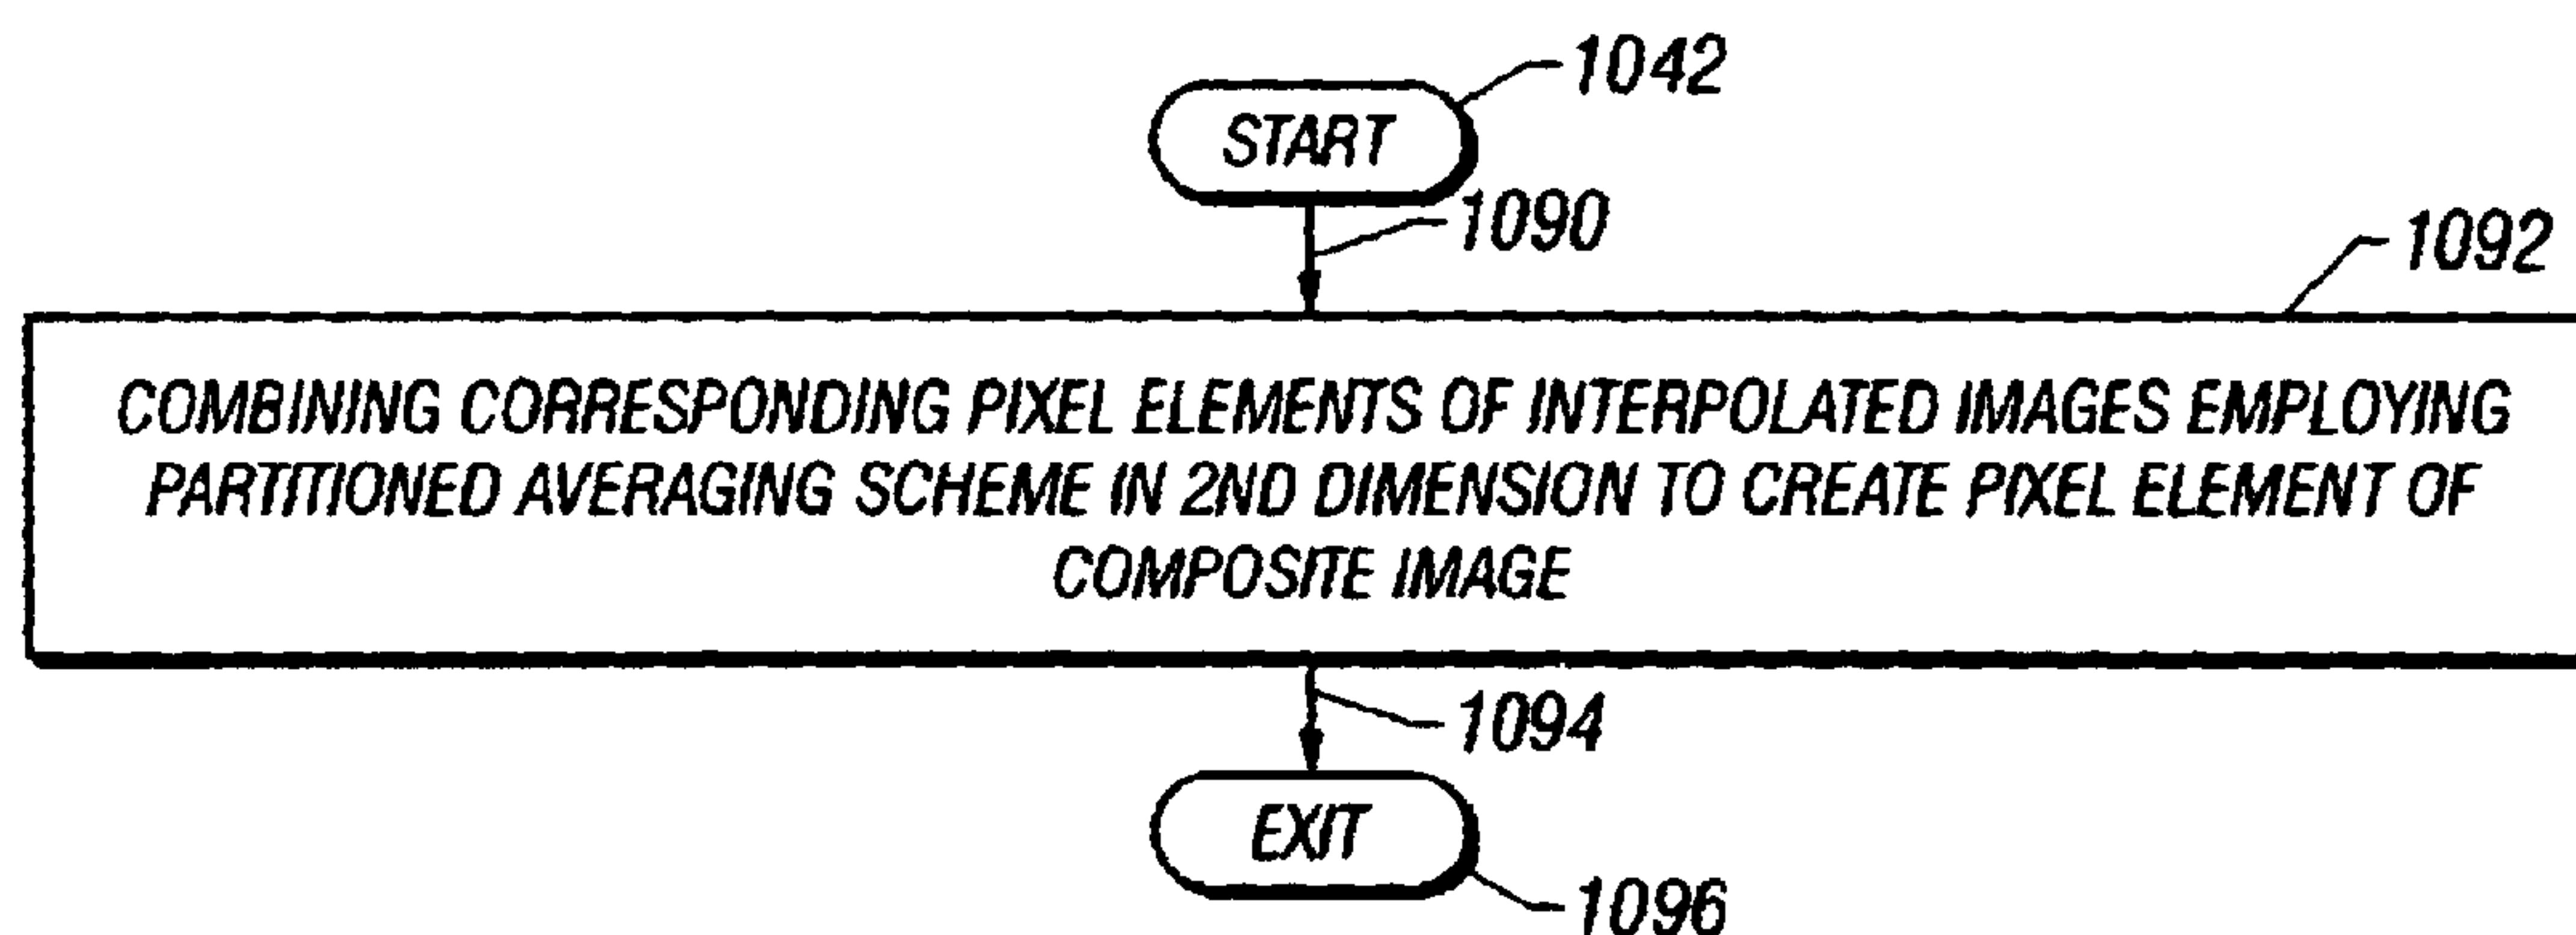 1042
START
1090
1092
COMBINING CORRESPONDING PIXEL ELEMENTS OF INTERPOLATED IMAGES EMPLOYING
PARTITIONED AVERAGING SCHEME IN 2ND DIMENSION TO CREATE PIXEL ELEMENT OF
COMPOSITE IMAGE
1094
EXIT
1096